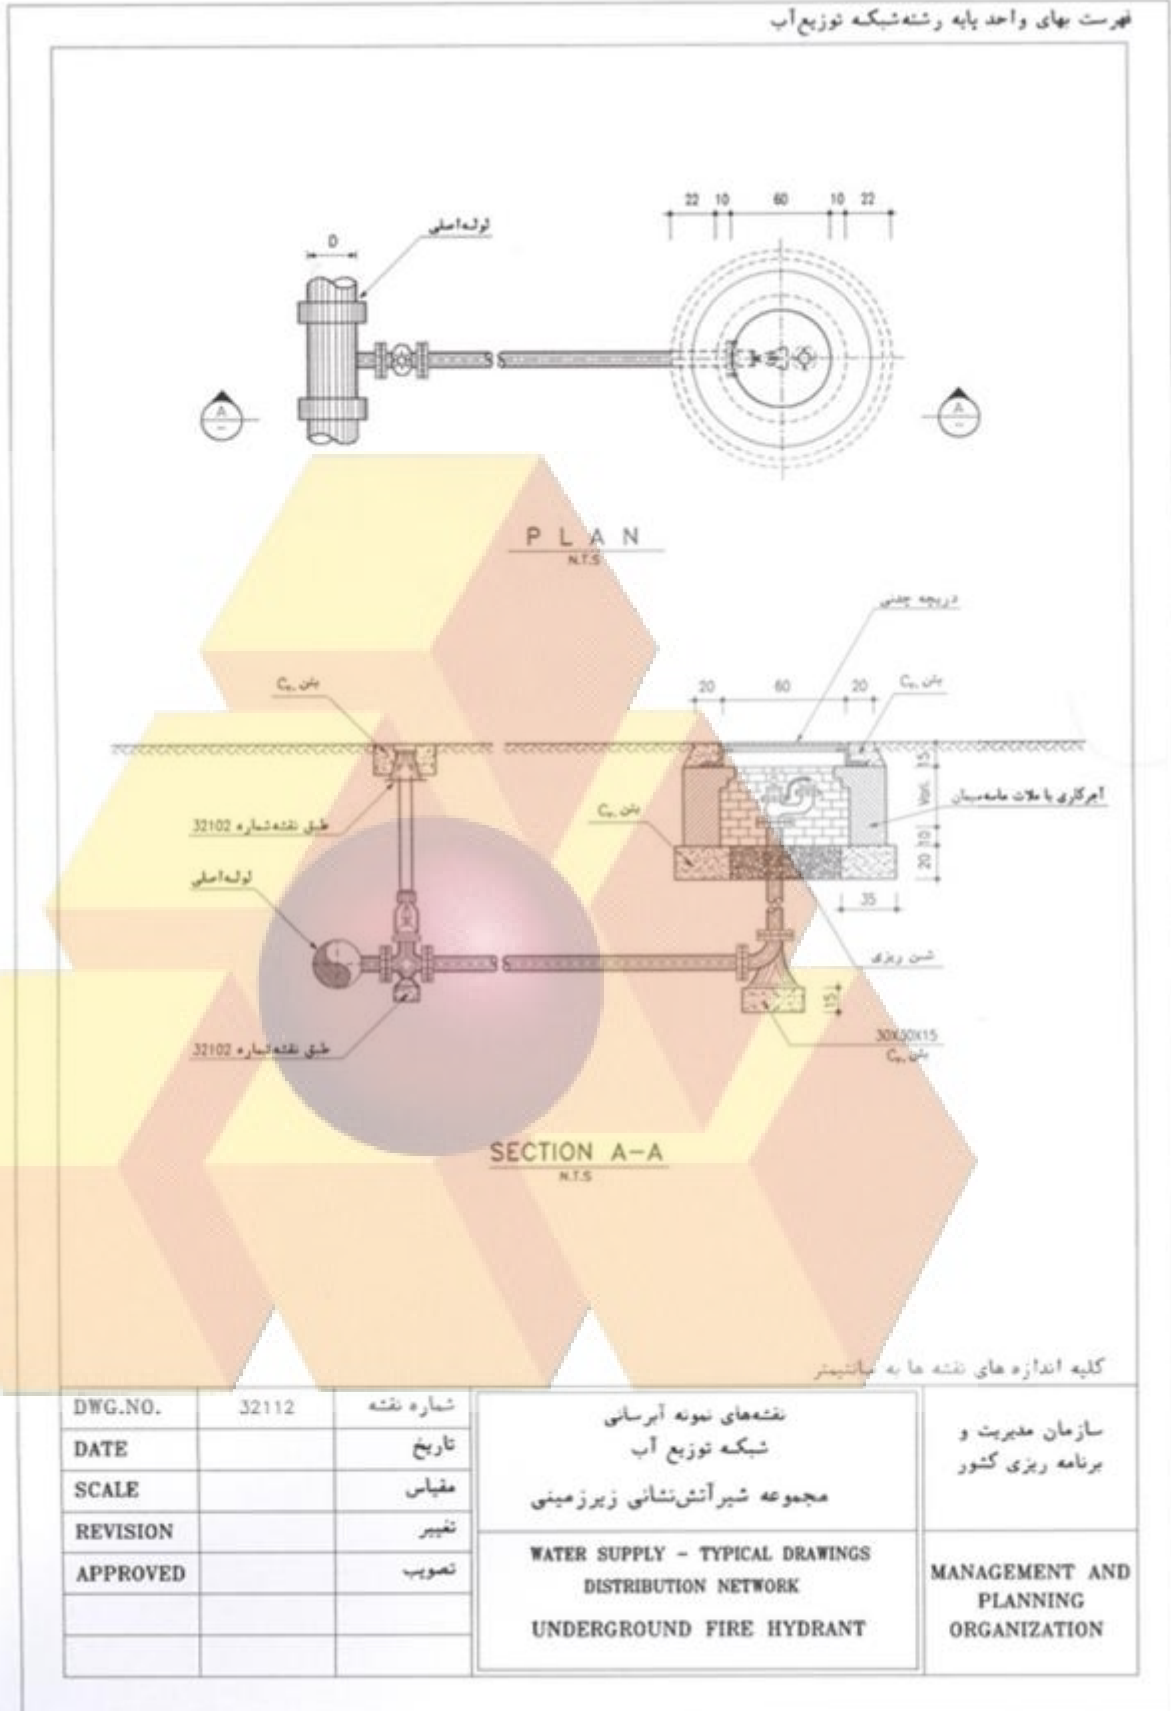 فهرست بهای واحد پایه رشته شبکه توزیع آب
22 10 60 10 22
لوله اصلی
D
A
A
PLAN
N.T.S
دریچه چدنی
بتن
20 60 20
بتن
15
Vari.
10
20
آجرکاری با ملات ماسه سیمان
بتن
طبق نقشه شماره 32102
لوله اصلی
35
شن ریزی
15
30X30X15
بتن
طبق نقشه شماره 32102
SECTION A-A
N.T.S
کلیه اندازه های نقشه ها به سانتیمتر
DWG.NO. 32112 شماره نقشه
DATE تاریخ
SCALE مقیاس
REVISION تغییر
APPROVED تصویب
نقشه‌های نمونه آبرسانی
شبکه توزیع آب
مجموعه شیر آتش‌نشانی زیرزمینی
WATER SUPPLY - TYPICAL DRAWINGS
DISTRIBUTION NETWORK
UNDERGROUND FIRE HYDRANT
سازمان مدیریت و
برنامه ریزی کشور
MANAGEMENT AND
PLANNING
ORGANIZATION